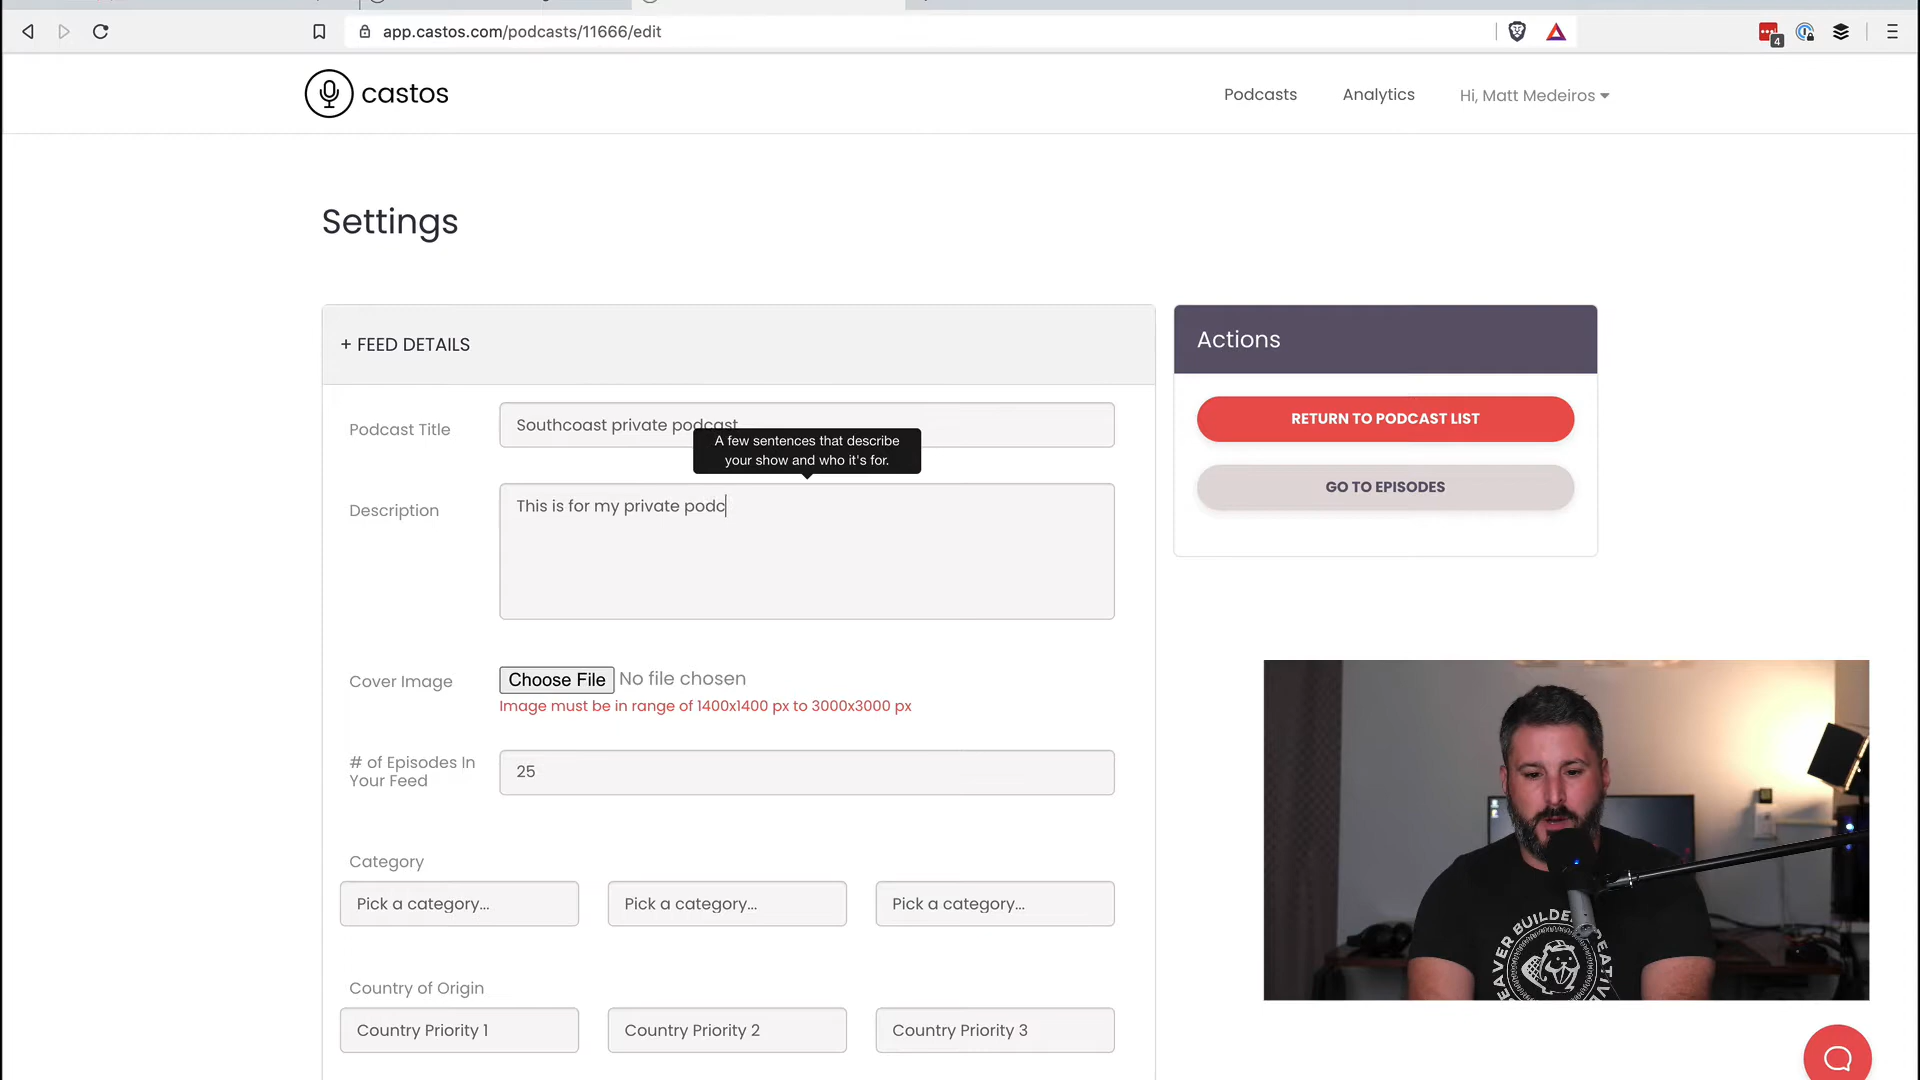 app.castos.com/podcasts/11666/edit
4
castos
Podcasts
Analytics
Hi, Matt Medeiros
Settings
+ FEED DETAILS
Actions
Podcast Title
Southcoast private podcast
RETURN TO PODCAST LIST
A few sentences that describe
your show and who it's for.
GO TO EPISODES
Description
This is for my private podc
Cover Image
Choose File No file chosen
Image must be in range of 1400x1400 px to 3000x3000 px
# of Episodes In
Your Feed
25
Category
Pick a category...
Pick a category...
Pick a category...
Country of Origin
Country Priority 1
Country Priority 2
Country Priority 3